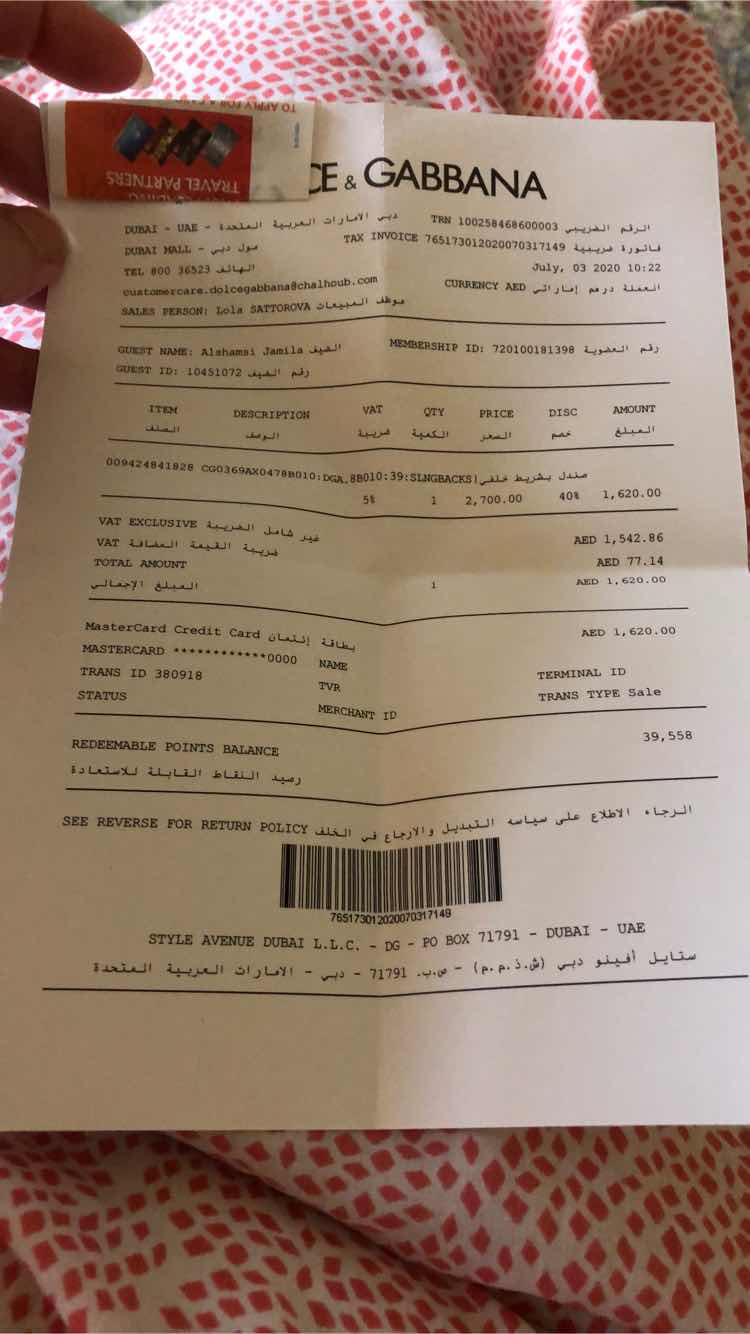 TO APPLY FOR A
TRAVEL PARTNERS
CE & GABBANA
DUBAI - UAE - دبي الامارات العربية المتحدة
TRN 100258468600003 الرقم الضريبي
DUBAI MALL - مول دبي
TAX INVOICE 765173012020070317149 فاتورة ضريبية
TEL 800 36523 الهاتف
July, 03 2020 10:22
customercare.dolcegabbana@chalhoub.com
CURRENCY AED العملة درهم إماراتي
SALES PERSON: Lola SATTOROVA موظف المبيعات
GUEST NAME: Alshamsi Jamila الضيف
MEMBERSHIP ID: 720100181398 رقم العضوية
GUEST ID: 10451072 رقم الضيف
ITEM DESCRIPTION VAT QTY PRICE DISC AMOUNT
الصنف الوصف ضريبة الكمية السعر خصم المبلغ
009424841828 CG0369AX0478B010:DGA.8B010:39:SLNGBACKS|صندل بشريط خلفي
5% 1 2,700.00 40% 1,620.00
VAT EXCLUSIVE غير شامل الضريبة AED 1,542.86
VAT ضريبة القيمة المضافة AED 77.14
TOTAL AMOUNT AED 1,620.00
المبلغ الإجمالي 1
MasterCard Credit Card بطاقة إئتمان AED 1,620.00
MASTERCARD ************0000 NAME TERMINAL ID
TRANS ID 380918 TVR TRANS TYPE Sale
STATUS MERCHANT ID
REDEEMABLE POINTS BALANCE 39,558
رصيد النقاط القابلة للاستعادة
SEE REVERSE FOR RETURN POLICY الرجاء الاطلاع على سياسه التبديل والارجاع في الخلف
765173012020070317149
STYLE AVENUE DUBAI L.L.C. - DG - PO BOX 71791 - DUBAI - UAE
ستايل أفينو دبي (ش.ذ.م.م) - ص.ب. 71791 - دبي - الامارات العربية المتحدة